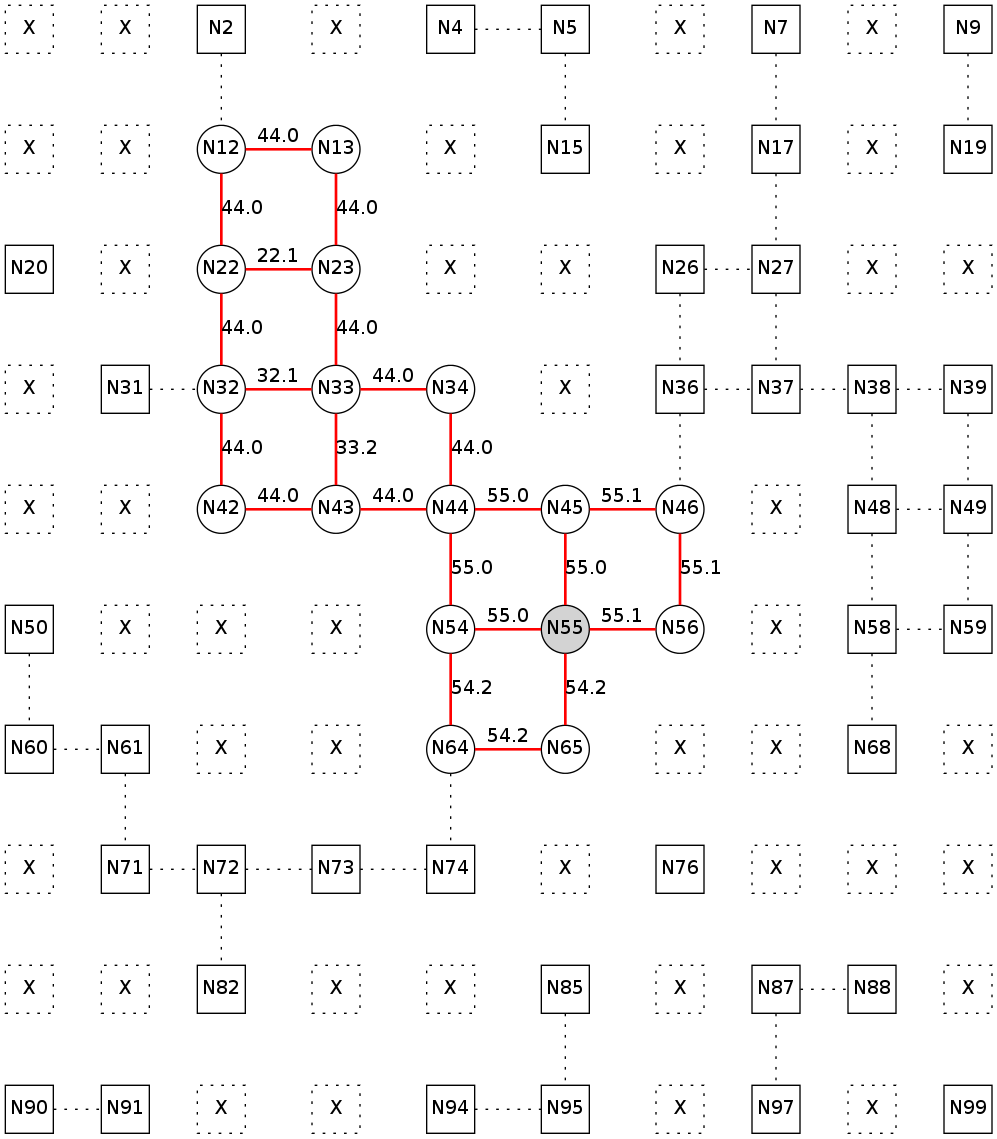 X X N2 X N4 N5 X N7 X N9
44.0
X X N12 N13 X N15 X N17 X N19
44.0 44.0
22.1
N20 X N22 N23 X X N26 N27 X X
44.0 44.0
32.1 44.0
X N31 N32 N33 N34 X N36 N37 N38 N39
44.0 33.2 44.0
44.0 44.0 55.0 55.1
X X N42 N43 N44 N45 N46 X N48 N49
55.0 55.0 55.1
55.0 55.1
N50 X X X N54 N55 N56 X N58 N59
54.2 54.2
54.2
N60 N61 X X N64 N65 X X N68 X
X N71 N72 N73 N74 X N76 X X X
X X N82 X X N85 X N87 N88 X
N90 N91 X X N94 N95 X N97 X N99